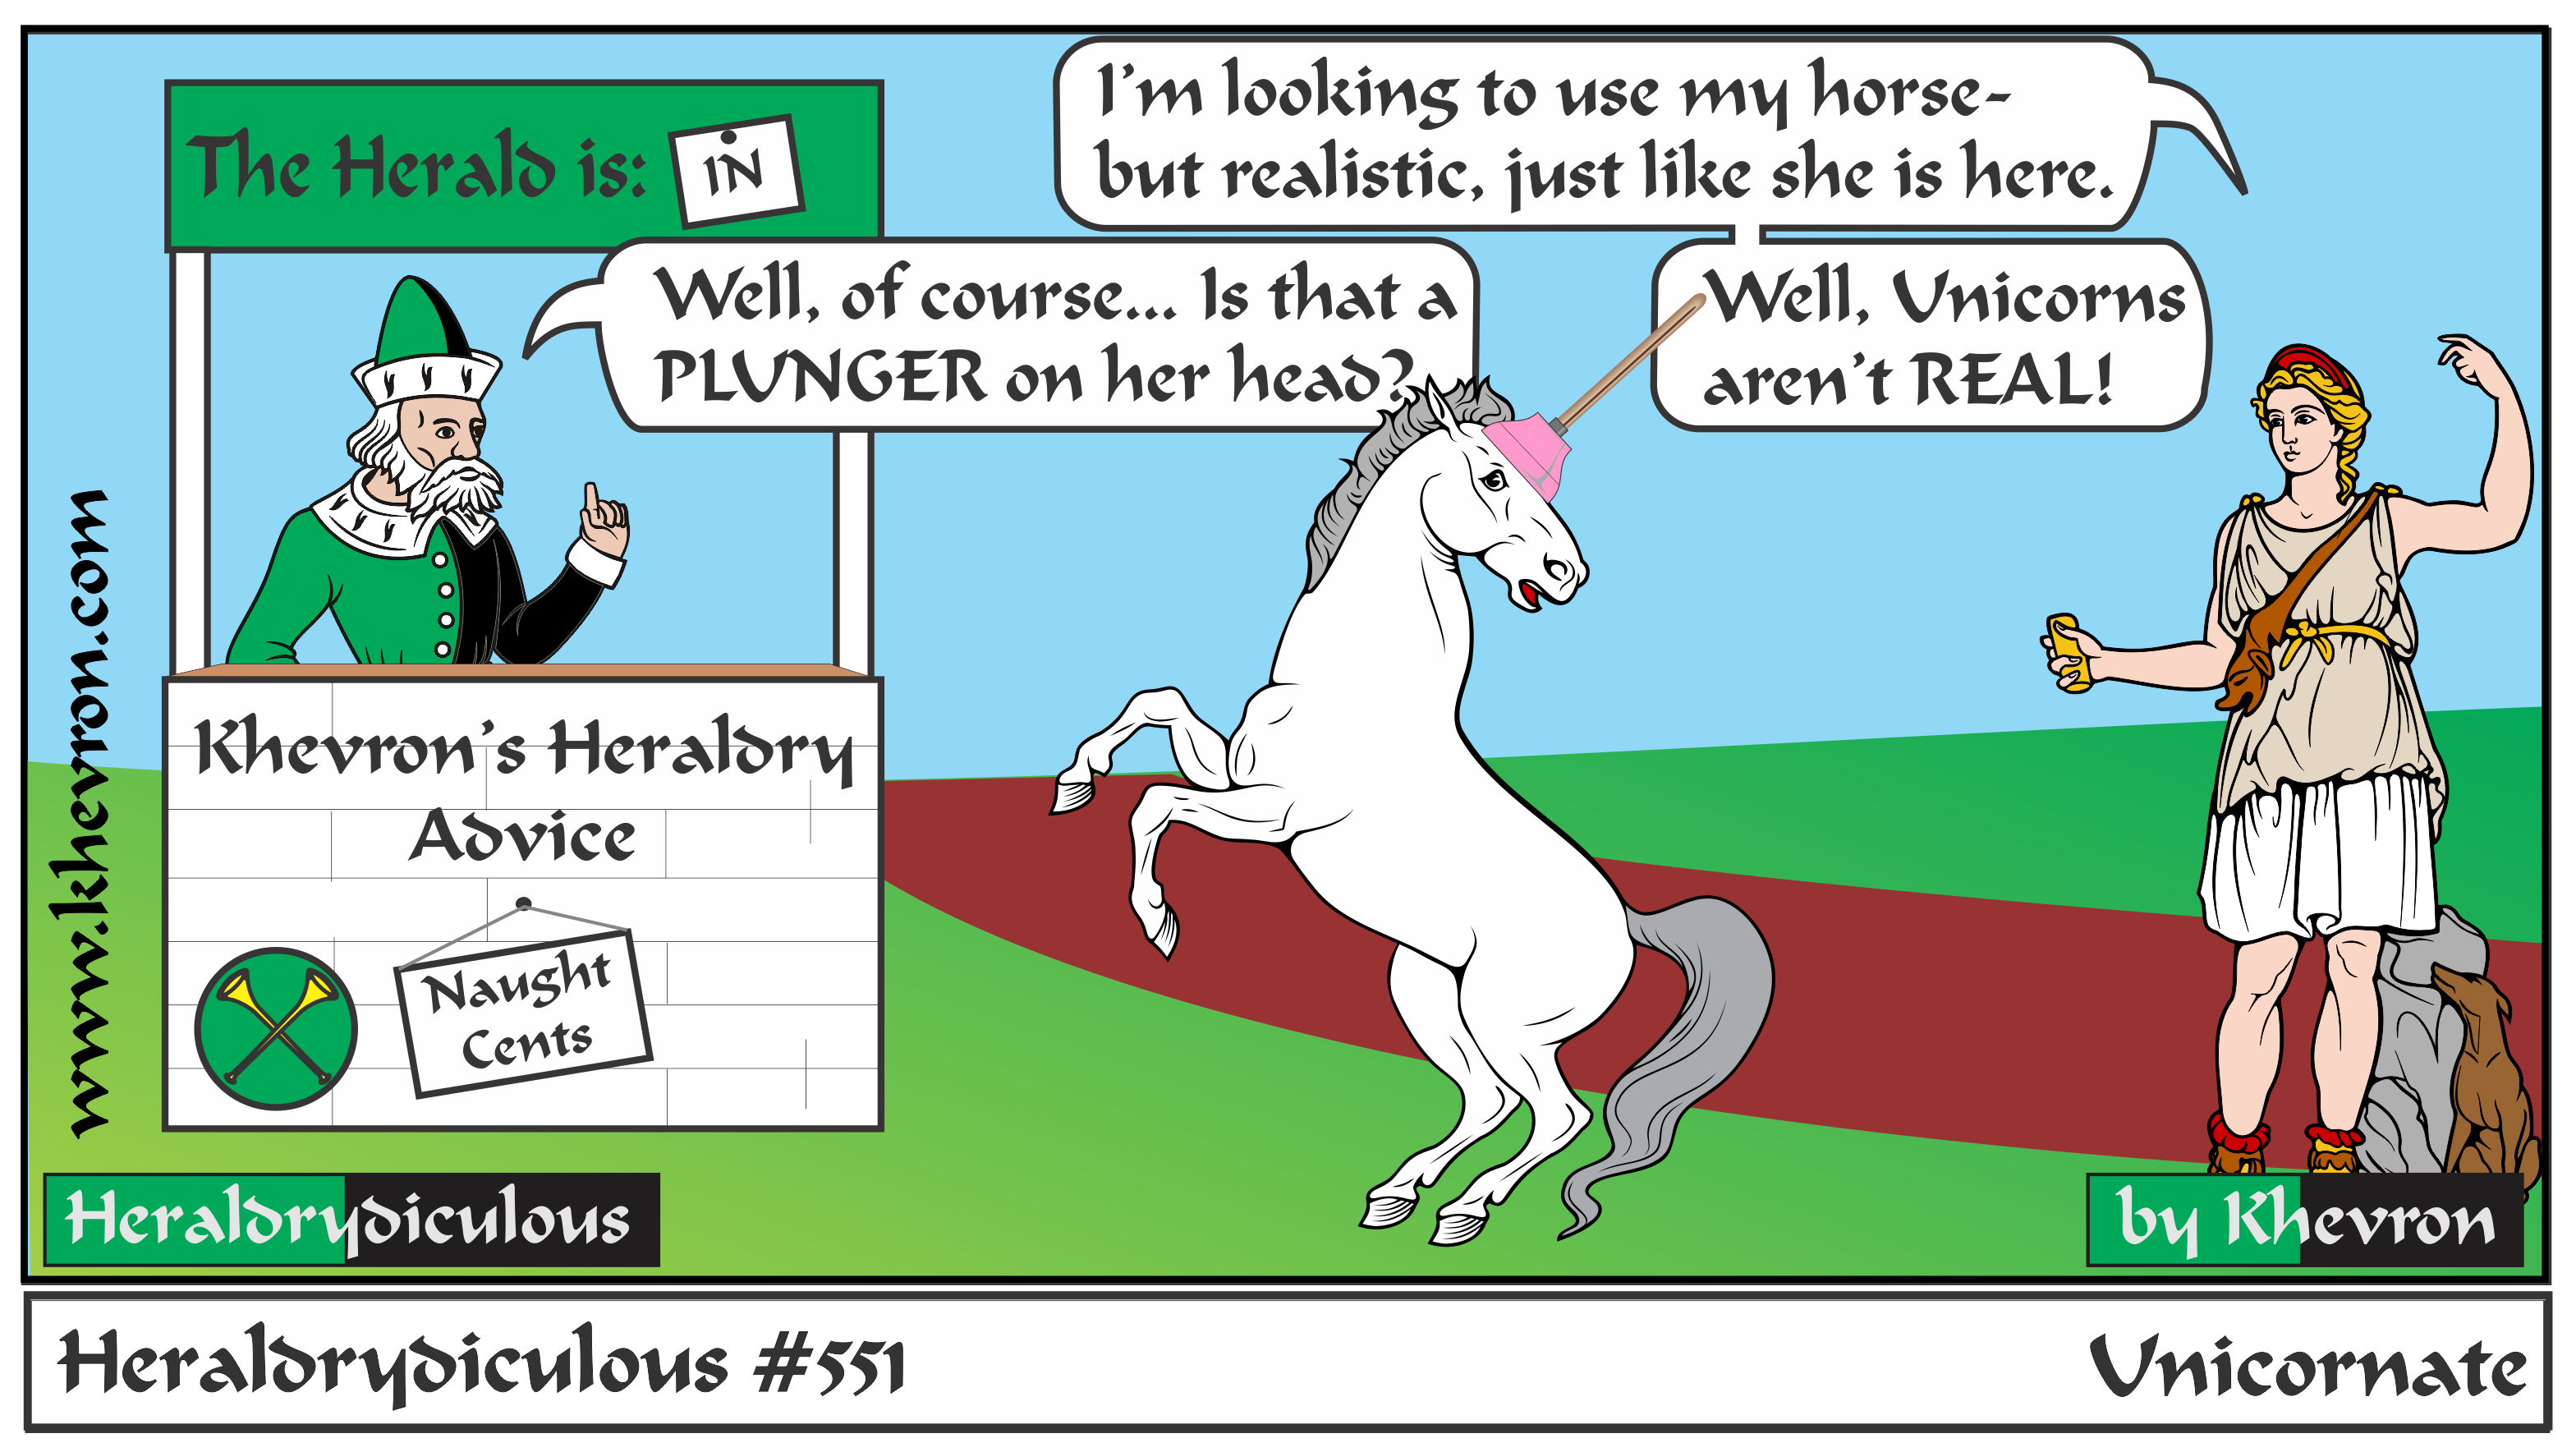 The Herald is: IN
I'm looking to use my horse-
but realistic, just like she is here.
Well, of course... Is that a
PLUNGER on her head?
Well, Unicorns
aren't REAL!
www.khevron.com
Khevron's Heraldry
Advice
Naught
Cents
Heraldrydiculous
by Khevron
Heraldrydiculous #551
Unicornate